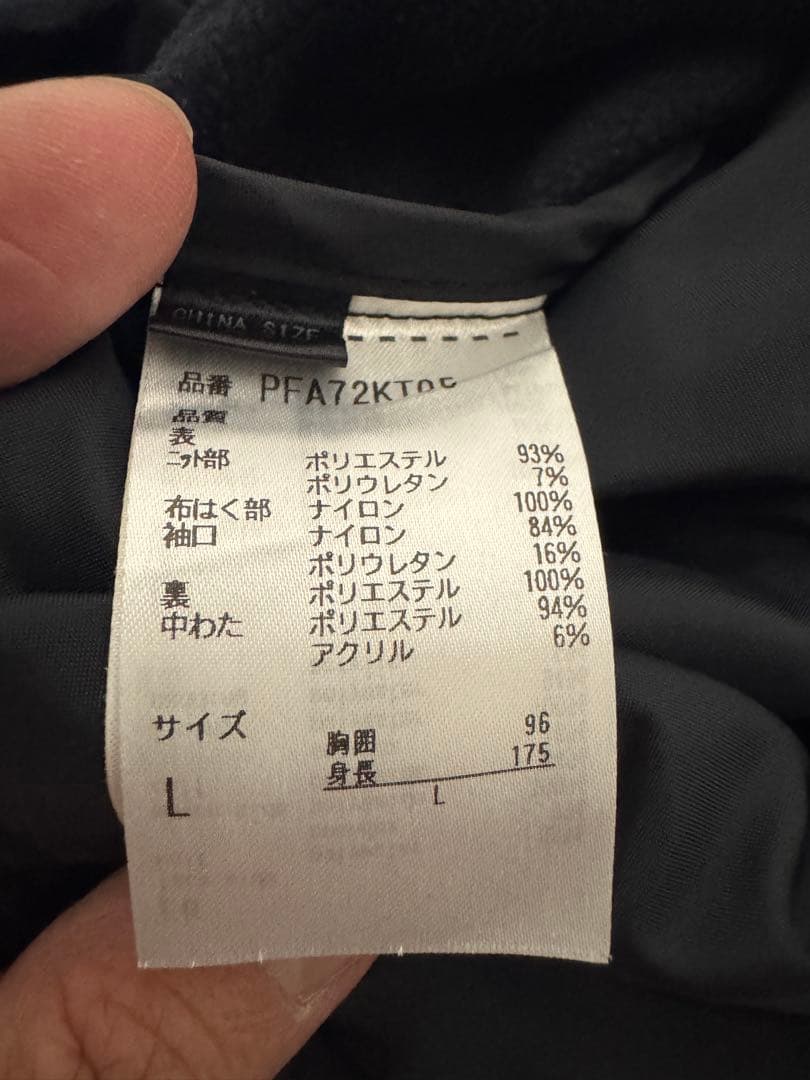 CHINA SIZE
品番 PFA72KT05
品質
表
ニット部 ポリエステル 93%
ポリウレタン 7%
布はく部 ナイロン 100%
袖口 ナイロン 84%
ポリウレタン 16%
裏 ポリエステル 100%
中わた ポリエステル 94%
アクリル 6%
サイズ 胸囲 96
身長 175
L L